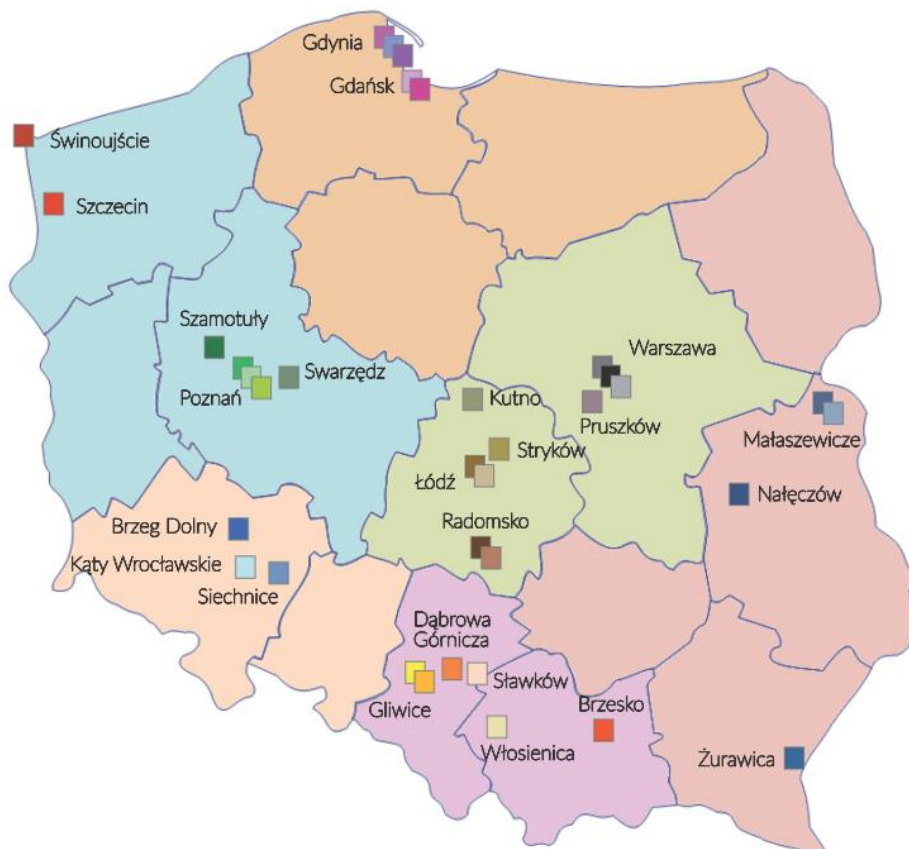 Gdynia
Gdańsk
Świnoujście
Szczecin
Szamotuły
Swarzędz
Poznań
Warszawa
Pruszków
Kutno
Stryków
Łódź
Radomsko
Małaszewicze
Nałęczów
Brzeg Dolny
Kąty Wrocławskie
Siechnice
Dąbrowa
Górnicza
Sławków
Gliwice
Brzesko
Włosienica
Żurawica